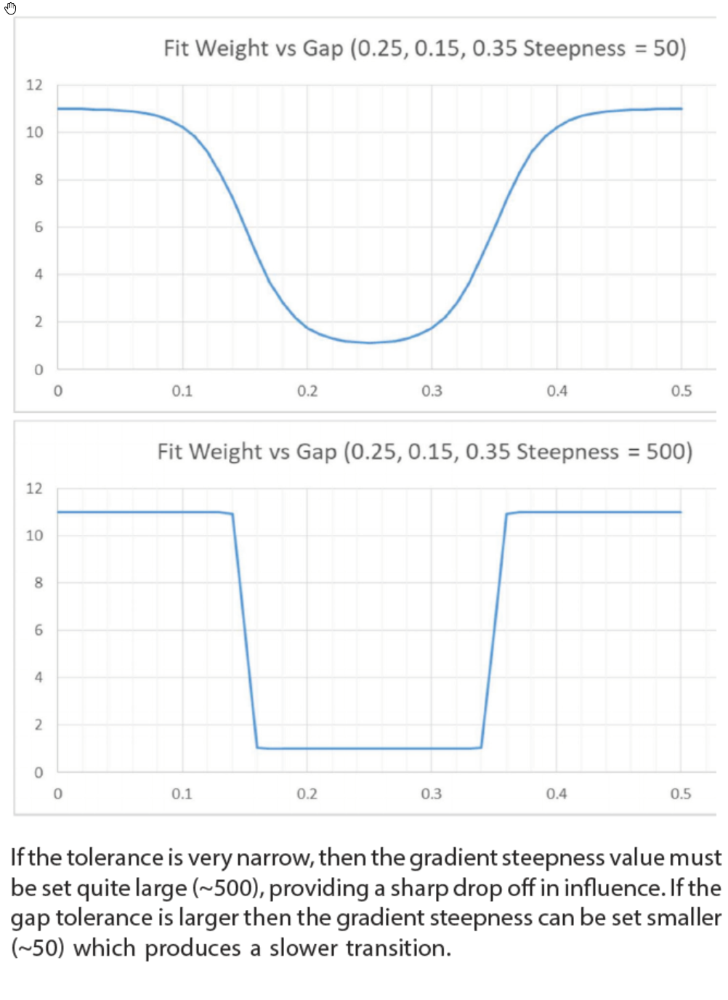 Fit Weight vs Gap (0.25, 0.15, 0.35 Steepness = 50)
12
10
8
6
4
2
0
0 0.1 0.2 0.3 0.4 0.5
Fit Weight vs Gap (0.25, 0.15, 0.35 Steepness = 500)
12
10
8
6
4
2
0
0 0.1 0.2 0.3 0.4 0.5
If the tolerance is very narrow, then the gradient steepness value must
be set quite large (~500), providing a sharp drop off in influence. If the
gap tolerance is larger then the gradient steepness can be set smaller
(~50) which produces a slower transition.